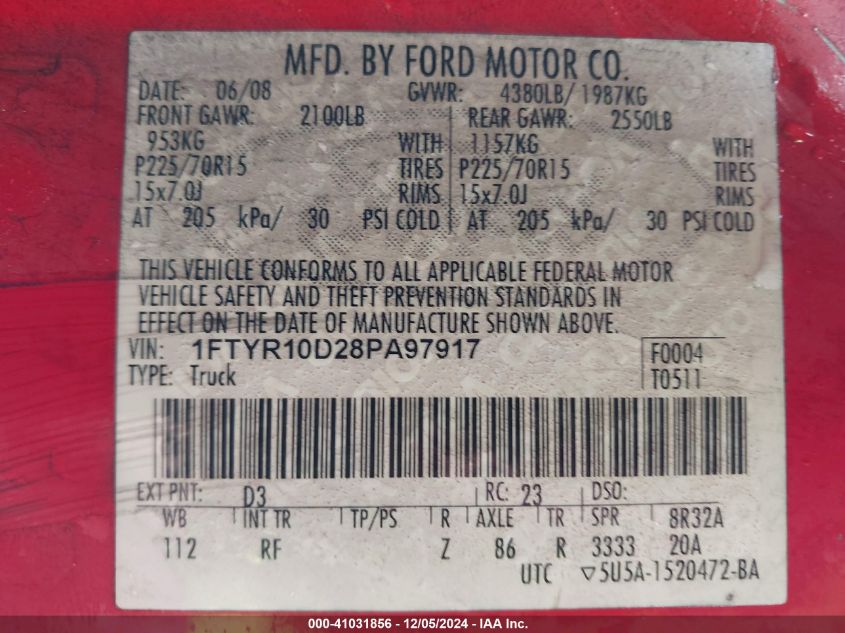 MFD. BY FORD MOTOR CO.
DATE: 06/08 GVWR: 4380LB/ 1987KG
FRONT GAWR: 2100LB REAR GAWR: 2550LB
953KG WITH 1157KG WITH
P225/70R15 TIRES P225/70R15 TIRES
15x7.0J RIMS 15x7.0J RIMS
AT 205 kPa/ 30 PSI COLD AT 205 kPa/ 30 PSI COLD
THIS VEHICLE CONFORMS TO ALL APPLICABLE FEDERAL MOTOR
VEHICLE SAFETY AND THEFT PREVENTION STANDARDS IN
EFFECT ON THE DATE OF MANUFACTURE SHOWN ABOVE.
VIN: 1FTYR10D28PA97917 F0004
TYPE: Truck T0511
EXT PNT: D3 RC: 23 DSO:
WB INT TR TP/PS R AXLE TR SPR 8R32A
112 RF Z 86 R 3333 20A
UTC ▽5U5A-1520472-BA
000-41031856 - 12/05/2024 - IAA Inc.